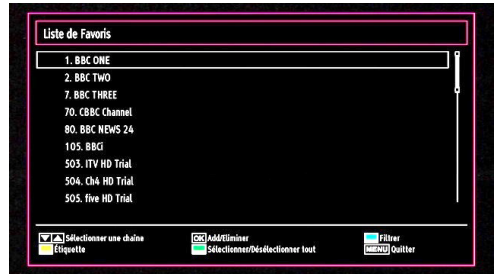 Liste de Favoris
1. BBC ONE
2. BBC TWO
7. BBC THREE
70. CBBC Channel
80. BBC NEWS 24
105. BBCi
503. ITV HD Trial
504. Ch4 HD Trial
505. five HD Trial
Sélectionner une chaîne OK Add/Eliminer Filtrer
Étiquette Sélectionner/Désélectionner tout MENU Quitter